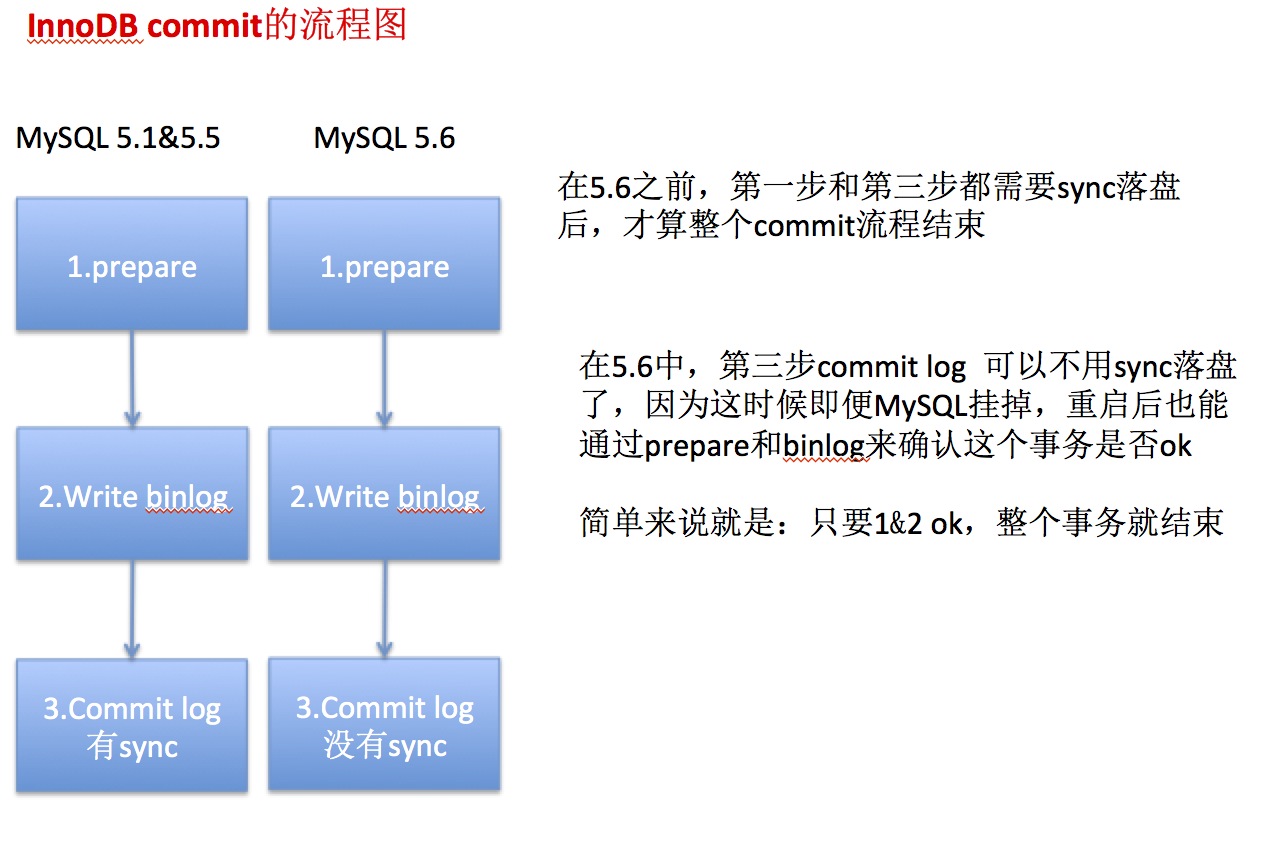 InnoDB commit的流程图
MySQL 5.1&5.5
MySQL 5.6
1.prepare
1.prepare
2.Write binlog
2.Write binlog
3.Commit log
有sync
3.Commit log
没有sync
在5.6之前，第一步和第三步都需要sync落盘
后，才算整个commit流程结束
在5.6中，第三步commit log 可以不用sync落盘
了，因为这时候即便MySQL挂掉，重启后也能
通过prepare和binlog来确认这个事务是否ok
简单来说就是：只要1&2 ok，整个事务就结束